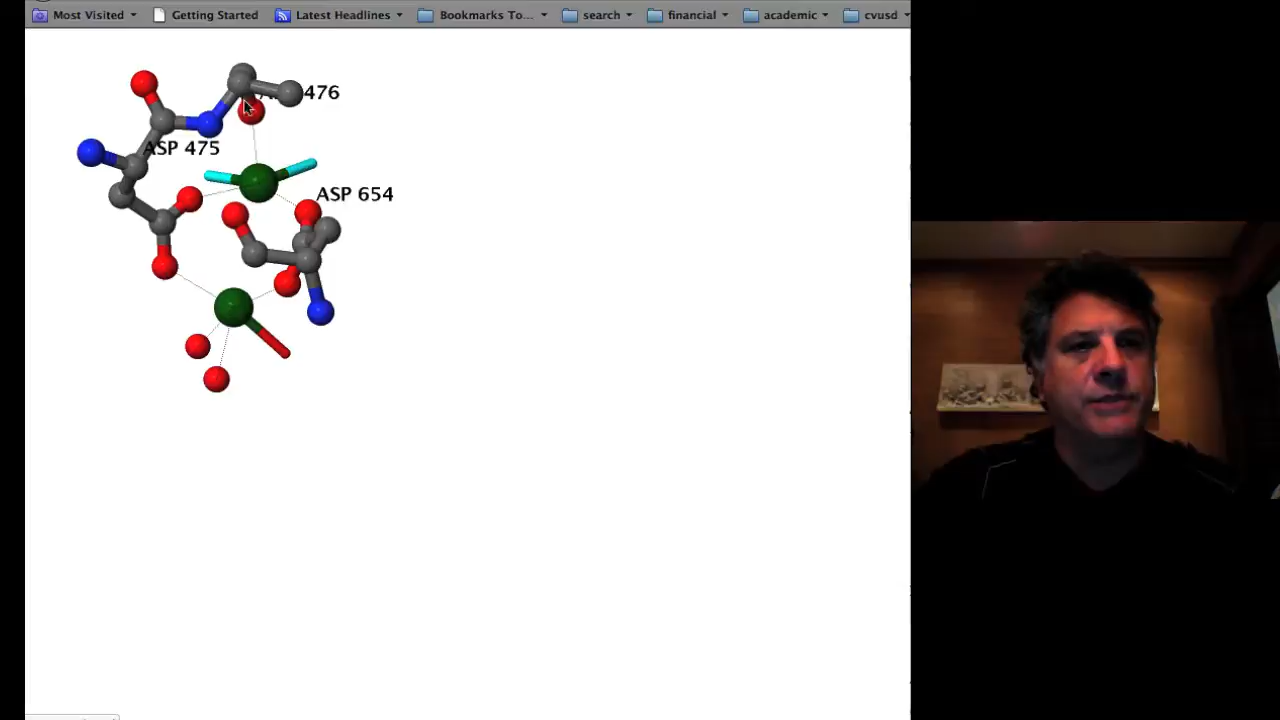 Most Visited Getting Started Latest Headlines Bookmarks To... search financial academic cvusd
476
ASP 475
ASP 654